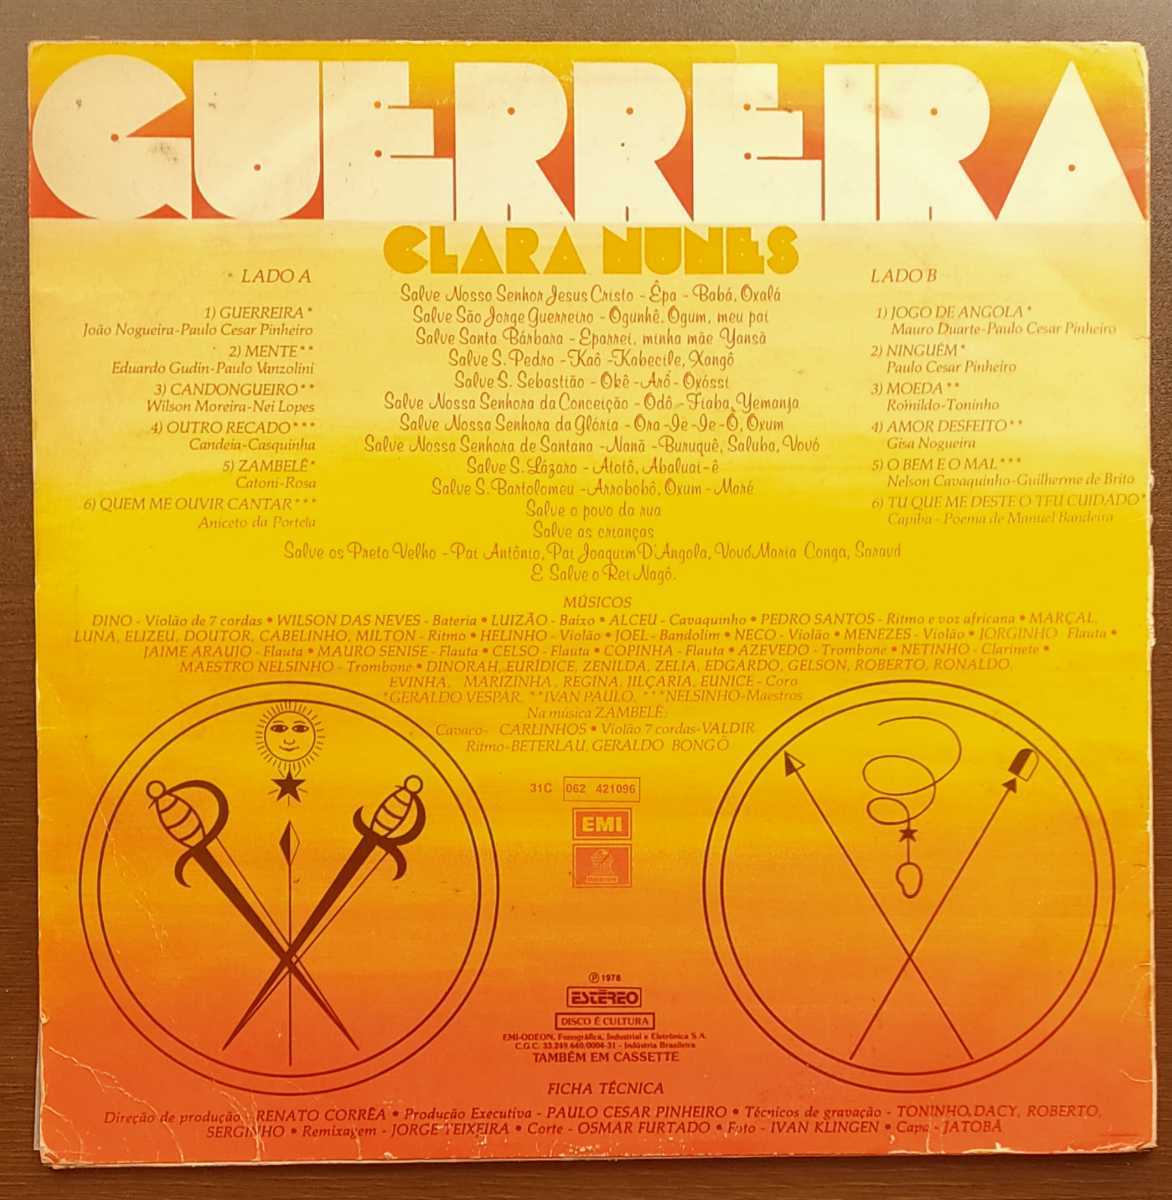 GUERREIRA
CLARA NUNES
LADO A
1) GUERREIRA*
João Nogueira-Paulo Cesar Pinheiro
2) MENTE**
Eduardo Gudin-Paulo Vanzolini
3) CANDONGUEIRO**
Wilson Moreira-Nei Lopes
4) OUTRO RECADO***
Candeia-Casquinha
5) ZAMBELÊ*
Catoni-Rosa
6) QUEM ME OUVIR CANTAR***
Aniceto da Portela
Salve Nosso Senhor Jesus Cristo - Êpa - Babá, Oxalá
Salve São Jorge Guerreiro - Ogunhê, Ogum, meu pai
Salve Santa Bárbara - Eparrei, minha mãe Yansã
Salve S. Pedro - Kaô - Kabecile, Xangô
Salve S. Sebastião - Okê - Arô - Oxóssi
Salve Nossa Senhora da Conceição - Odô - Fiaba, Yemanja
Salve Nossa Senhora da Glória - Ora - Ie - Ie - Ô, Oxum
Salve Nossa Senhora de Santana - Nanã - Buruquê, Saluba, Vovó
Salve S. Lázaro - Atotô, Abaluai-ê
Salve S. Bartolomeu - Arrobobô, Oxum - Maré
Salve o povo da rua
Salve as crianças
Salve os Preto Velho - Pai Antônio, Pai Joaquim D'Angola, Vovó Maria Conga, Saravá
E Salve o Rei Nagô.
LADO B
1) JOGO DE ANGOLA*
Mauro Duarte-Paulo Cesar Pinheiro
2) NINGUÉM*
Paulo Cesar Pinheiro
3) MOEDA**
Romildo-Toninho
4) AMOR DESFEITO**
Gisa Nogueira
5) O BEM E O MAL***
Nelson Cavaquinho-Guilherme de Brito
6) TU QUE ME DESTE O TEU CUIDADO*
Capiba - Poema de Manuel Bandeira
MÚSICOS
DINO - Violão de 7 cordas • WILSON DAS NEVES - Bateria • LUIZÃO - Baixo • ALCEU - Cavaquinho • PEDRO SANTOS - Ritmo e voz africana • MARÇAL,
LUNA, ELIZEU, DOUTOR, CABELINHO, MILTON - Ritmo • HELINHO - Violão • JOEL - Bandolim • NECO - Violão • MENEZES - Violão • JORGINHO Flauta •
JAIME ARAUJO - Flauta • MAURO SENISE - Flauta • CELSO - Flauta • COPINHA - Flauta • AZEVEDO - Trombone • NETINHO - Clarinete •
MAESTRO NELSINHO - Trombone • DINORAH, EURÍDICE, ZENILDA, ZELIA, EDGARDO, GELSON, ROBERTO, RONALDO,
EVINHA, MARIZINHA, REGINA, JILÇARIA, EUNICE - Coro
*GERALDO VESPAR, **IVAN PAULO, ***NELSINHO-Maestros
Na música ZAMBELÊ:
Cavaco- CARLINHOS • Violão 7 cordas-VALDIR
Ritmo-BETERLAU, GERALDO BONGÔ
31C 062 421096
EMI
℗ 1978
ESTÉREO
DISCO É CULTURA
EMI-ODEON, Fonográfica, Industrial e Eletrônica S.A.
C.G.C. 33.249.640/0004-31 - Indústria Brasileira
TAMBÉM EM CASSETTE
FICHA TÉCNICA
Direção de produção - RENATO CORRÊA • Produção Executiva - PAULO CESAR PINHEIRO • Técnicos de gravação - TONINHO, DACY, ROBERTO,
SERGINHO • Remixagem - JORGE TEIXEIRA • Corte - OSMAR FURTADO • Foto - IVAN KLINGEN • Capa - JATOBÁ